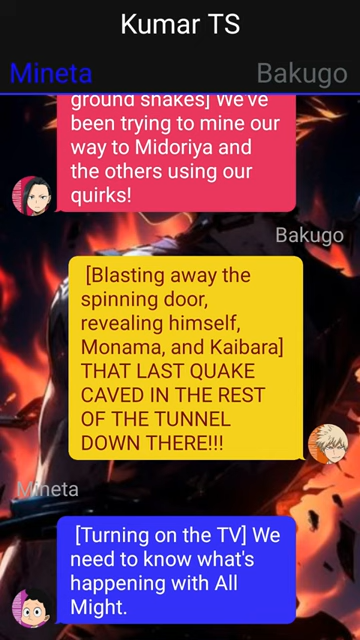 Kumar TS
Mineta
Bakugo
ground shakes] We've
been trying to mine our
way to Midoriya and
the others using our
quirks!
Bakugo
[Blasting away the
spinning door,
revealing himself,
Monama, and Kaibara]
THAT LAST QUAKE
CAVED IN THE REST
OF THE TUNNEL
DOWN THERE!!!
Mineta
[Turning on the TV] We
need to know what's
happening with All
Might.